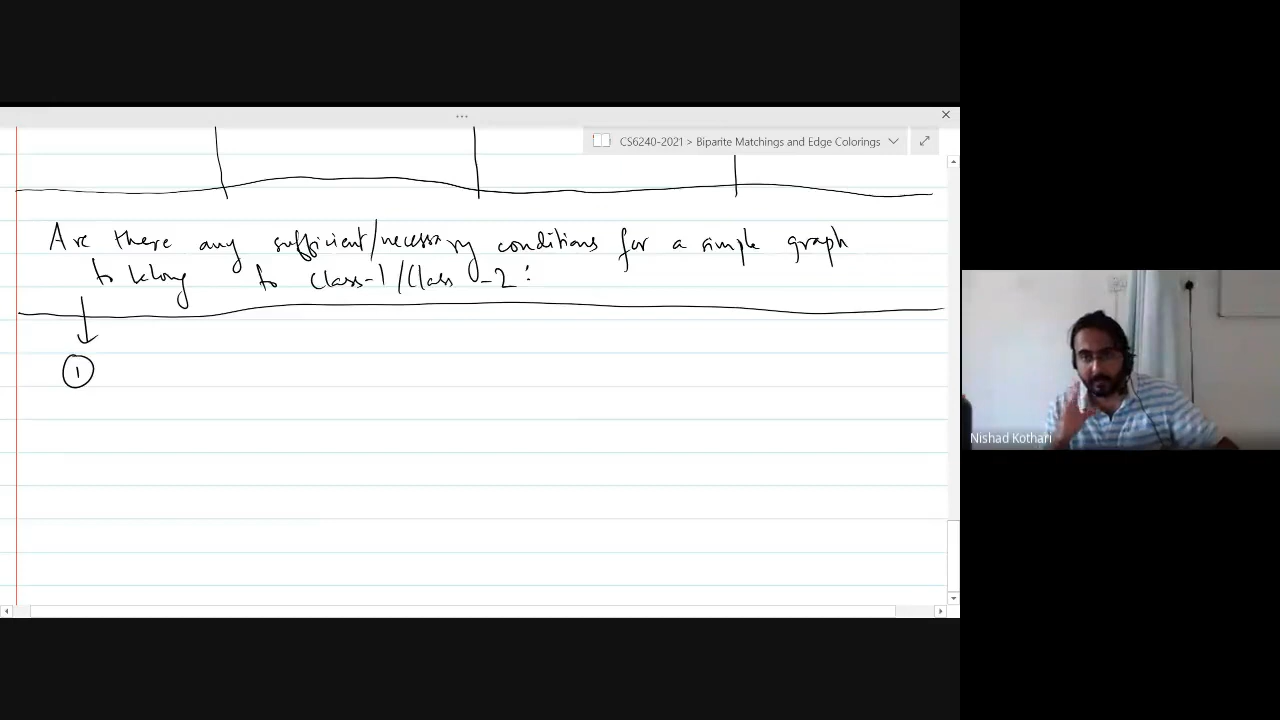 CS6240-2021 > Biparite Matchings and Edge Colorings
Are there any sufficient/necessary conditions for a simple graph
to belong to Class-1/Class-2?
1
Nishad Kothari